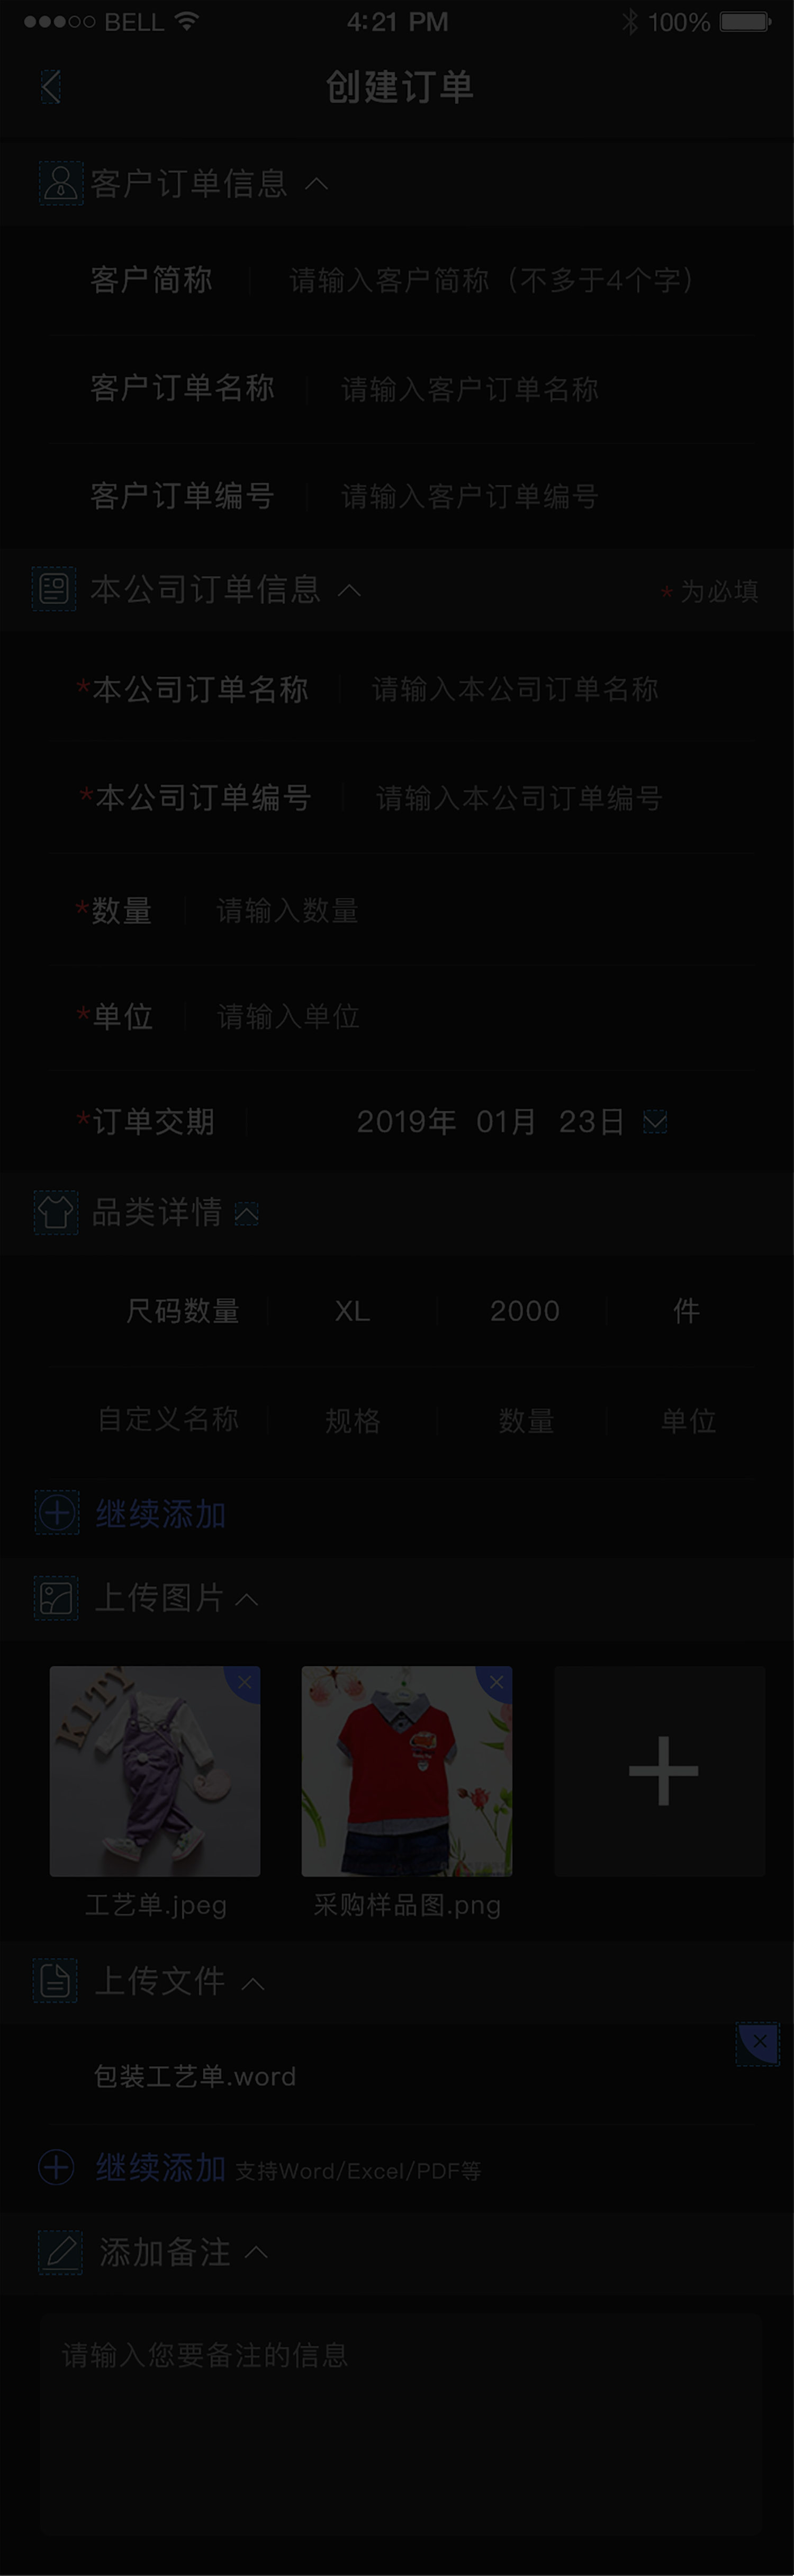 BELL 4:21 PM 100%
创建订单
客户订单信息
客户简称 请输入客户简称（不多于4个字）
客户订单名称 请输入客户订单名称
客户订单编号 请输入客户订单编号
本公司订单信息 * 为必填
*本公司订单名称 请输入本公司订单名称
*本公司订单编号 请输入本公司订单编号
*数量 请输入数量
*单位 请输入单位
*订单交期 2019年 01月 23日
品类详情
尺码数量 XL 2000 件
自定义名称 规格 数量 单位
继续添加
上传图片
KITY
工艺单.jpeg 采购样品图.png
上传文件
包装工艺单.word
继续添加 支持Word/Excel/PDF等
添加备注
请输入您要备注的信息